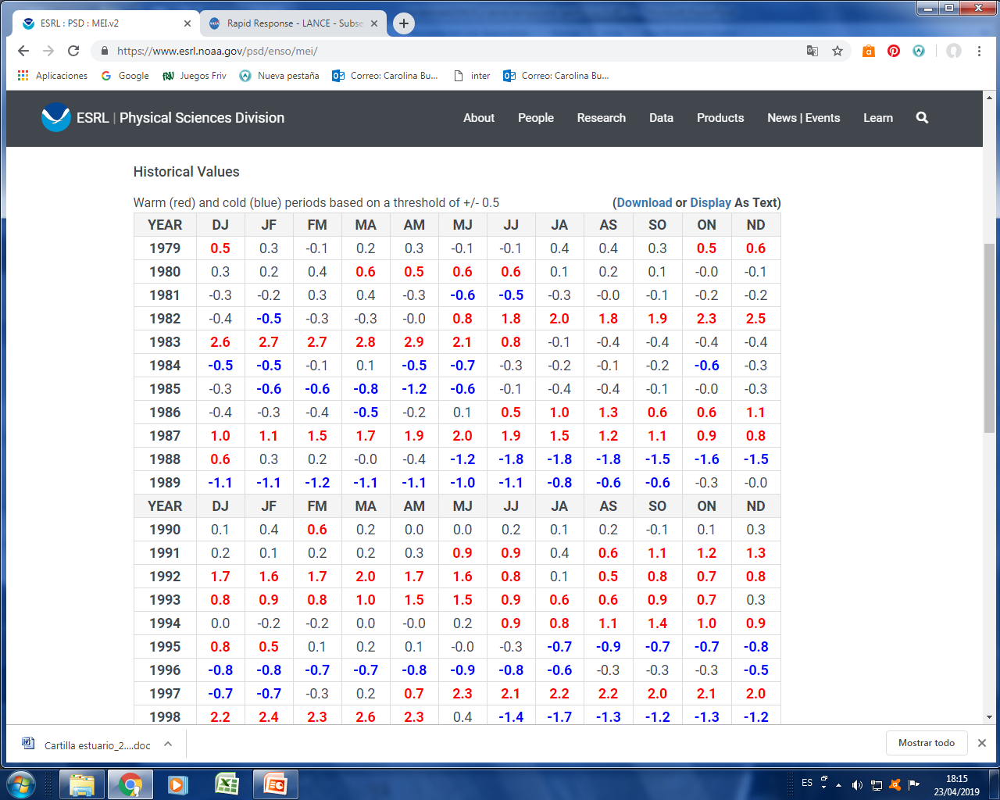 ESRL : PSD : MEI.v2
Rapid Response - LANCE - Subse
https://www.esrl.noaa.gov/psd/enso/mei/
Aplicaciones Google Juegos Friv Nueva pestaña Correo: Carolina Bu... inter Correo: Carolina Bu...
ESRL | Physical Sciences Division About People Research Data Products News | Events Learn
Historical Values
Warm (red) and cold (blue) periods based on a threshold of +/- 0.5 (Download or Display As Text)
YEAR DJ JF FM MA AM MJ JJ JA AS SO ON ND
1979 0.5 0.3 -0.1 0.2 0.3 -0.1 -0.1 0.4 0.4 0.3 0.5 0.6
1980 0.3 0.2 0.4 0.6 0.5 0.6 0.6 0.1 0.2 0.1 -0.0 -0.1
1981 -0.3 -0.2 0.3 0.4 -0.3 -0.6 -0.5 -0.3 -0.0 -0.1 -0.2 -0.2
1982 -0.4 -0.5 -0.3 -0.3 -0.0 0.8 1.8 2.0 1.8 1.9 2.3 2.5
1983 2.6 2.7 2.7 2.8 2.9 2.1 0.8 -0.1 -0.4 -0.4 -0.4 -0.4
1984 -0.5 -0.5 -0.1 0.1 -0.5 -0.7 -0.3 -0.2 -0.1 -0.2 -0.6 -0.3
1985 -0.3 -0.6 -0.6 -0.8 -1.2 -0.6 -0.1 -0.4 -0.4 -0.1 -0.0 -0.3
1986 -0.4 -0.3 -0.4 -0.5 -0.2 0.1 0.5 1.0 1.3 0.6 0.6 1.1
1987 1.0 1.1 1.5 1.7 1.9 2.0 1.9 1.5 1.2 1.1 0.9 0.8
1988 0.6 0.3 0.2 -0.0 -0.4 -1.2 -1.8 -1.8 -1.8 -1.5 -1.6 -1.5
1989 -1.1 -1.1 -1.2 -1.1 -1.1 -1.0 -1.1 -0.8 -0.6 -0.6 -0.3 -0.0
YEAR DJ JF FM MA AM MJ JJ JA AS SO ON ND
1990 0.1 0.4 0.6 0.2 0.0 0.0 0.2 0.1 0.2 -0.1 0.1 0.3
1991 0.2 0.1 0.2 0.2 0.3 0.9 0.9 0.4 0.6 1.1 1.2 1.3
1992 1.7 1.6 1.7 2.0 1.7 1.6 0.8 0.1 0.5 0.8 0.7 0.8
1993 0.8 0.9 0.8 1.0 1.5 1.5 0.9 0.6 0.6 0.9 0.7 0.3
1994 0.0 -0.2 -0.2 0.0 -0.0 0.2 0.9 0.8 1.1 1.4 1.0 0.9
1995 0.8 0.5 0.1 0.2 0.1 -0.0 -0.3 -0.7 -0.9 -0.7 -0.7 -0.8
1996 -0.8 -0.8 -0.7 -0.7 -0.8 -0.9 -0.8 -0.6 -0.3 -0.3 -0.3 -0.5
1997 -0.7 -0.7 -0.3 0.2 0.7 2.3 2.1 2.2 2.2 2.0 2.1 2.0
1998 2.2 2.4 2.3 2.6 2.3 0.4 -1.4 -1.7 -1.3 -1.2 -1.3 -1.2
Cartilla estuario_2....doc Mostrar todo
ES 18:15
23/04/2019